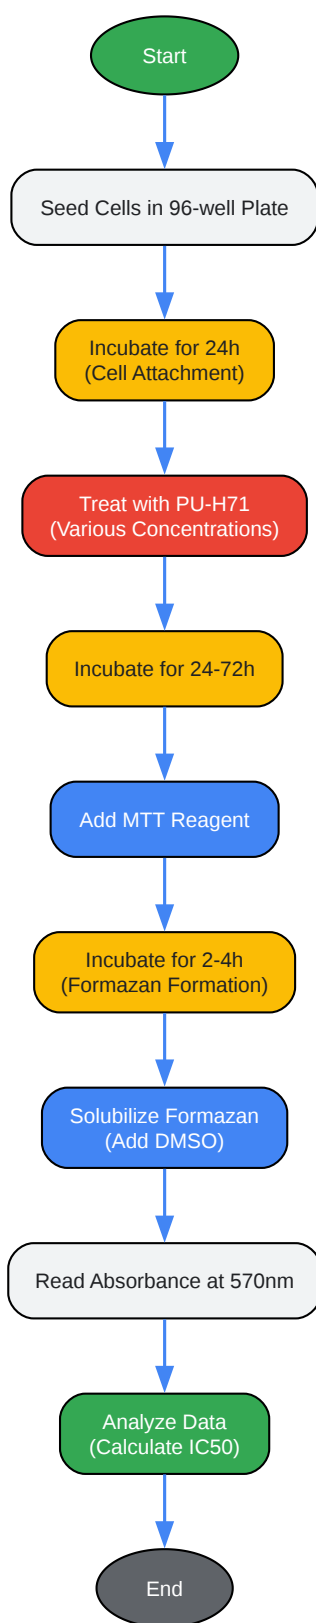 Start
Seed Cells in 96-well Plate
Incubate for 24h
(Cell Attachment)
Treat with PU-H71
(Various Concentrations)
Incubate for 24-72h
Add MTT Reagent
Incubate for 2-4h
(Formazan Formation)
Solubilize Formazan
(Add DMSO)
Read Absorbance at 570nm
Analyze Data
(Calculate IC50)
End